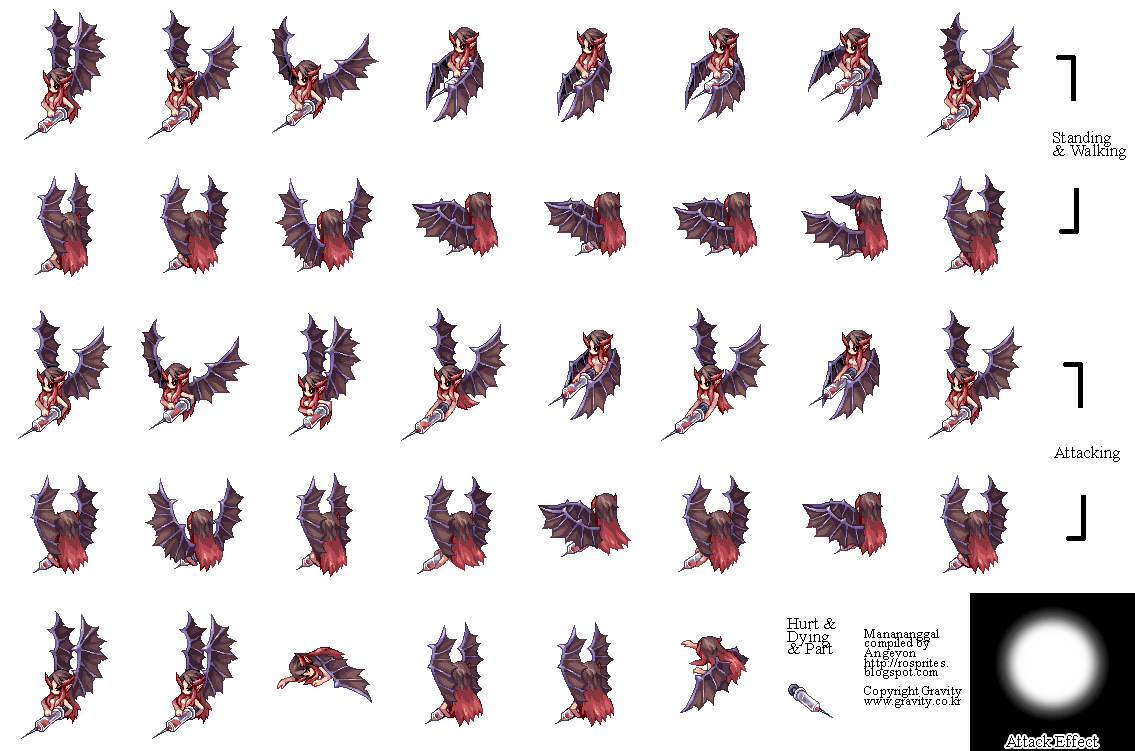 Standing
& Walking
Attacking
Hurt &
Dying
& Part
Manananggal
compiled by
Angevon
http://rosprites.
blogspot.com
Copyright Gravity
www.gravity.co.kr
Attack Effect